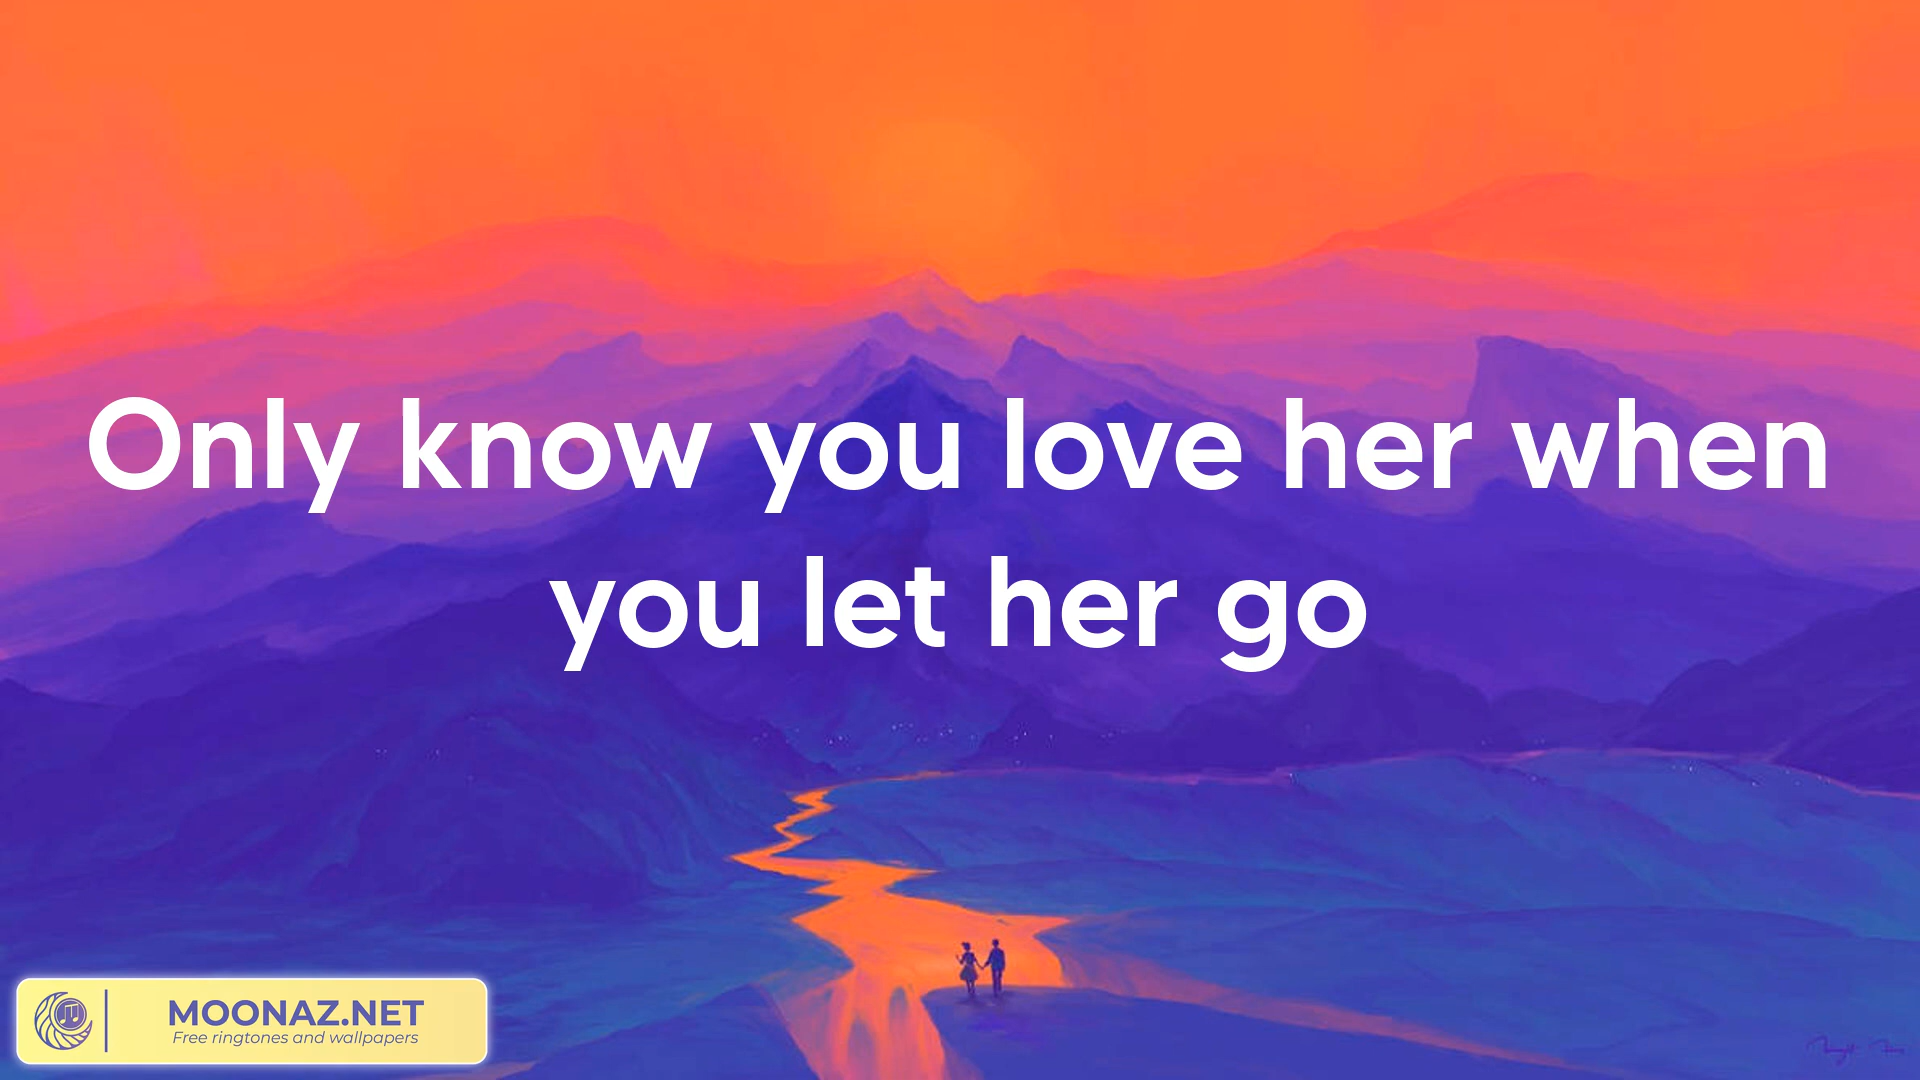 Only know you love her when
you let her go
MOONAZ.NET
Free ringtones and wallpapers